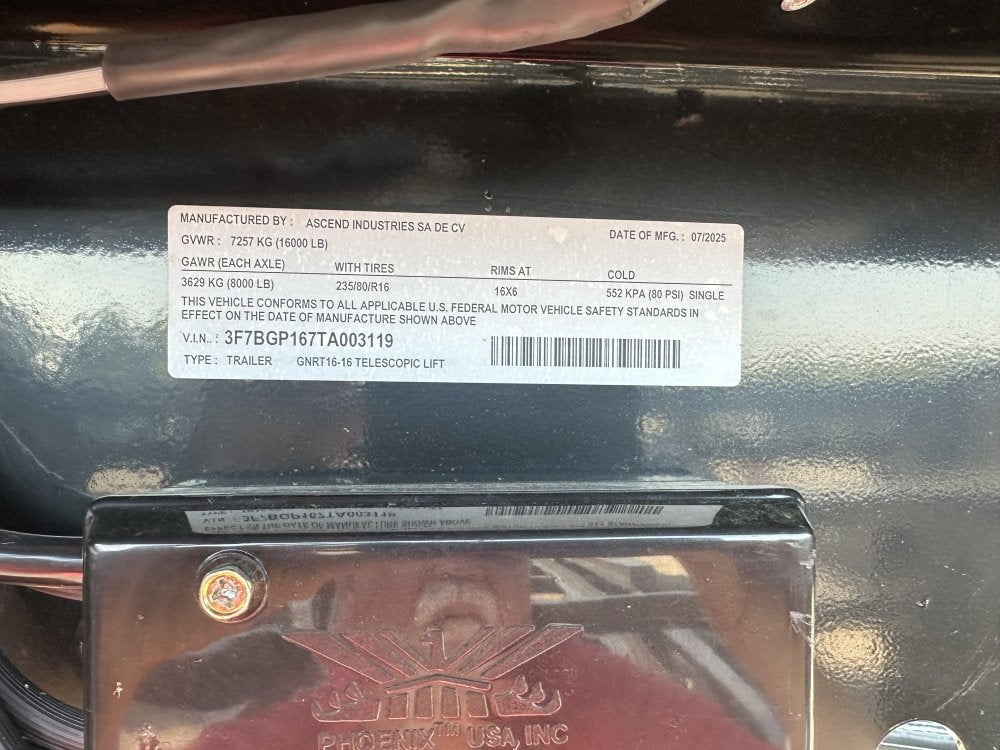 MANUFACTURED BY : ASCEND INDUSTRIES SA DE CV
DATE OF MFG. : 07/2025
GVWR : 7257 KG (16000 LB)
GAWR (EACH AXLE) WITH TIRES RIMS AT COLD
3629 KG (8000 LB) 235/80/R16 16X6 552 KPA (80 PSI) SINGLE
THIS VEHICLE CONFORMS TO ALL APPLICABLE U.S. FEDERAL MOTOR VEHICLE SAFETY STANDARDS IN
EFFECT ON THE DATE OF MANUFACTURE SHOWN ABOVE
V.I.N.. : 3F7BGP167TA003119
TYPE : TRAILER GNRT16-16 TELESCOPIC LIFT
PHOENIX™ USA, INC